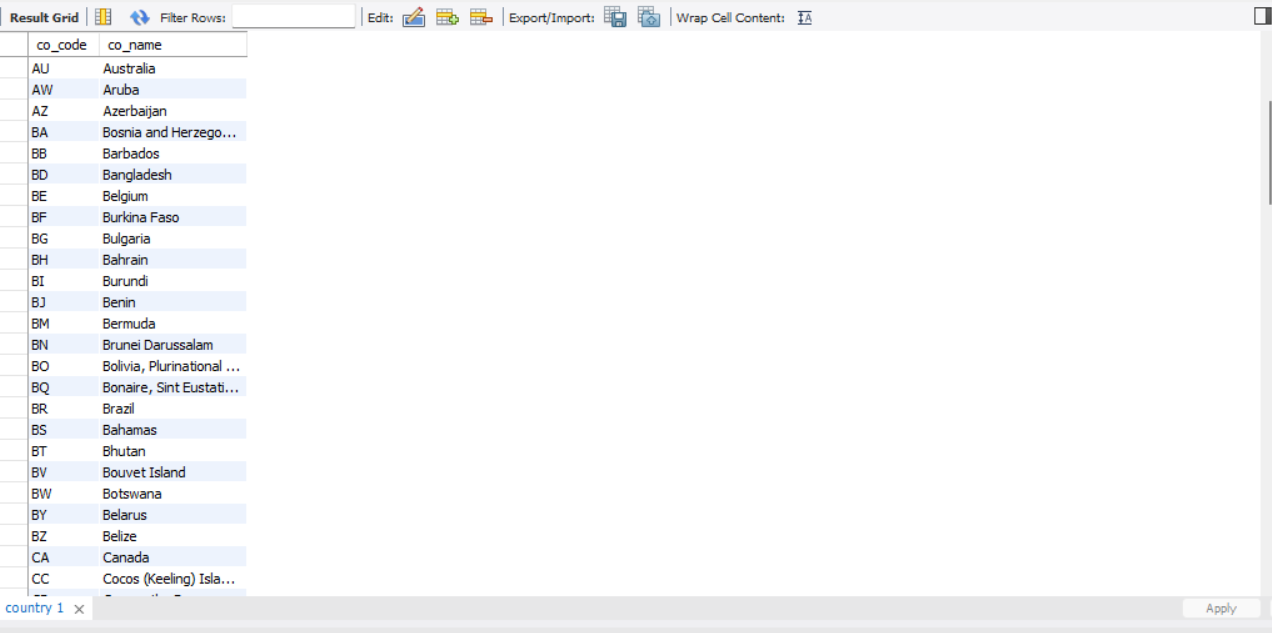 Result Grid Filter Rows: Edit: Export/Import: Wrap Cell Content: IA
co_code co_name
AU Australia
AW Aruba
AZ Azerbaijan
BA Bosnia and Herzego...
BB Barbados
BD Bangladesh
BE Belgium
BF Burkina Faso
BG Bulgaria
BH Bahrain
BI Burundi
BJ Benin
BM Bermuda
BN Brunei Darussalam
BO Bolivia, Plurinational ...
BQ Bonaire, Sint Eustati...
BR Brazil
BS Bahamas
BT Bhutan
BV Bouvet Island
BW Botswana
BY Belarus
BZ Belize
CA Canada
CC Cocos (Keeling) Isla...
country 1 ×
Apply